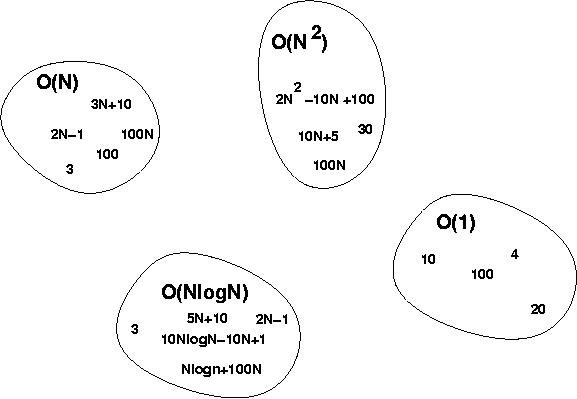 O(N)
3N+10
2N−1 100N
100
3
O(N²)
2N² −10N +100
10N+5 30
100N
O(1)
10 100 4
20
O(NlogN)
3 5N+10 2N−1
10NlogN−10N+1
Nlogn+100N